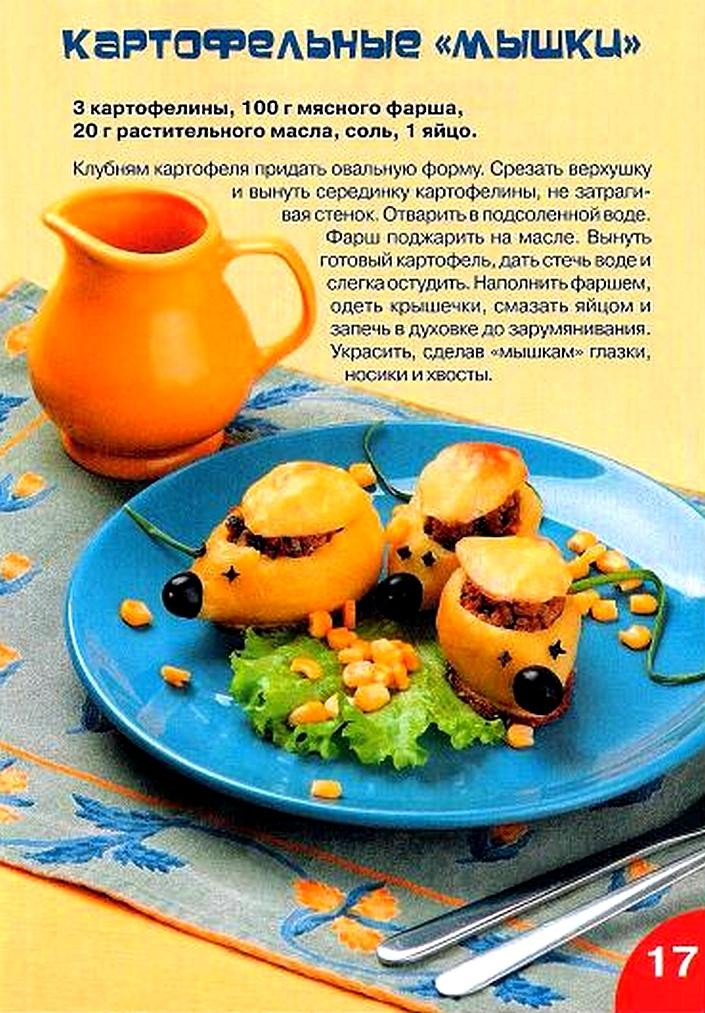 Картофельные «мышки»
3 картофелины, 100 г мясного фарша,
20 г растительного масла, соль, 1 яйцо.
Клубням картофеля придать овальную форму. Срезать верхушку
и вынуть серединку картофелины, не затраги-
вая стенок. Отварить в подсоленной воде.
Фарш поджарить на масле. Вынуть
готовый картофель, дать стечь воде и
слегка остудить. Наполнить фаршем,
одеть крышечки, смазать яйцом и
запечь в духовке до зарумянивания.
Украсить, сделав «мышкам» глазки,
носики и хвосты.
17